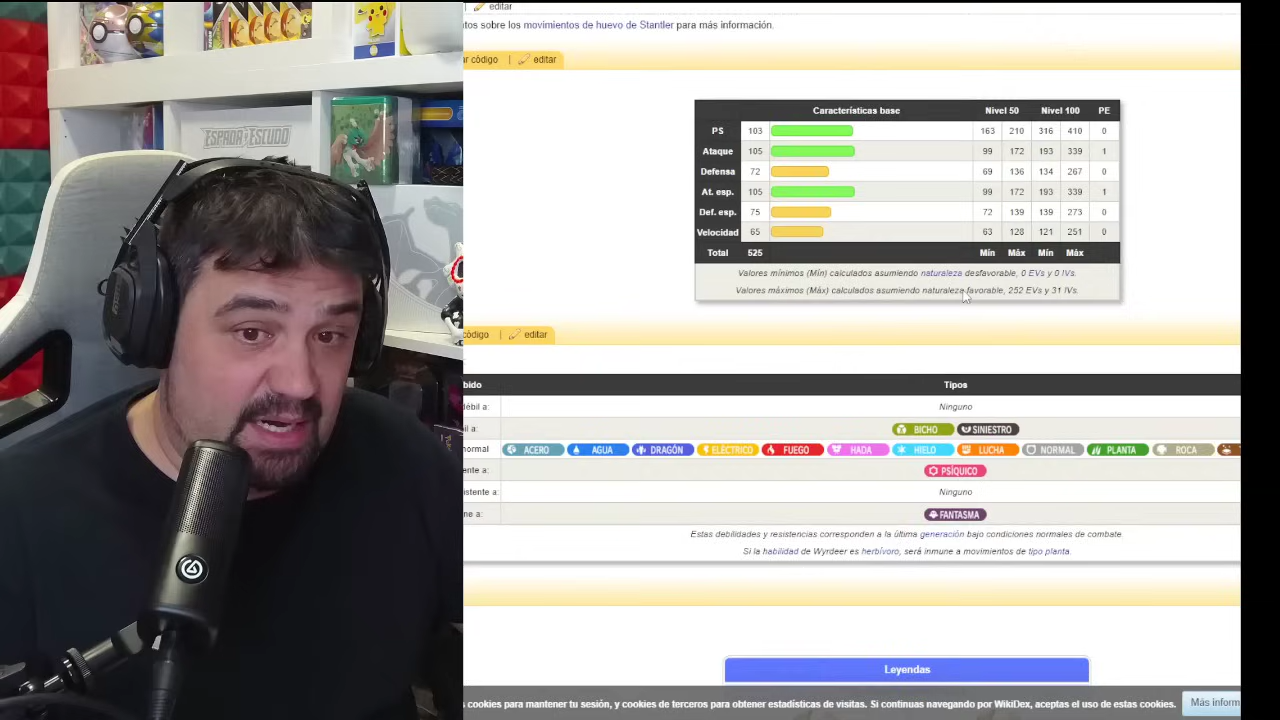 editar
tos sobre los movimientos de huevo de Stantler para más información.
ar código | editar
ESPADA ESCUDO
Características base Nivel 50 Nivel 100 PE
PS 103 163 210 316 410 0
Ataque 105 99 172 193 339 1
Defensa 72 69 136 134 267 0
At. esp. 105 99 172 193 339 1
Def. esp. 75 72 139 139 273 0
Velocidad 65 63 128 121 251 0
Total 525 Mín Máx Mín Máx
Valores mínimos (Mín) calculados asumiendo naturaleza desfavorable, 0 EVs y 0 IVs.
Valores máximos (Máx) calculados asumiendo naturaleza favorable, 252 EVs y 31 IVs.
código | editar
bido Tipos
débil a: Ninguno
il a: BICHO SINIESTRO
normal ACERO AGUA DRAGÓN ELÉCTRICO FUEGO HADA HIELO LUCHA NORMAL PLANTA ROCA
ente a: PSÍQUICO
istente a: Ninguno
ne a: FANTASMA
Estas debilidades y resistencias corresponden a la última generación bajo condiciones normales de combate.
Si la habilidad de Wyrdeer es herbívoro, será inmune a movimientos de tipo planta.
Leyendas
s cookies para mantener tu sesión, y cookies de terceros para obtener estadísticas de visitas. Si continuas navegando por WikiDex, aceptas el uso de estas cookies. Más inform